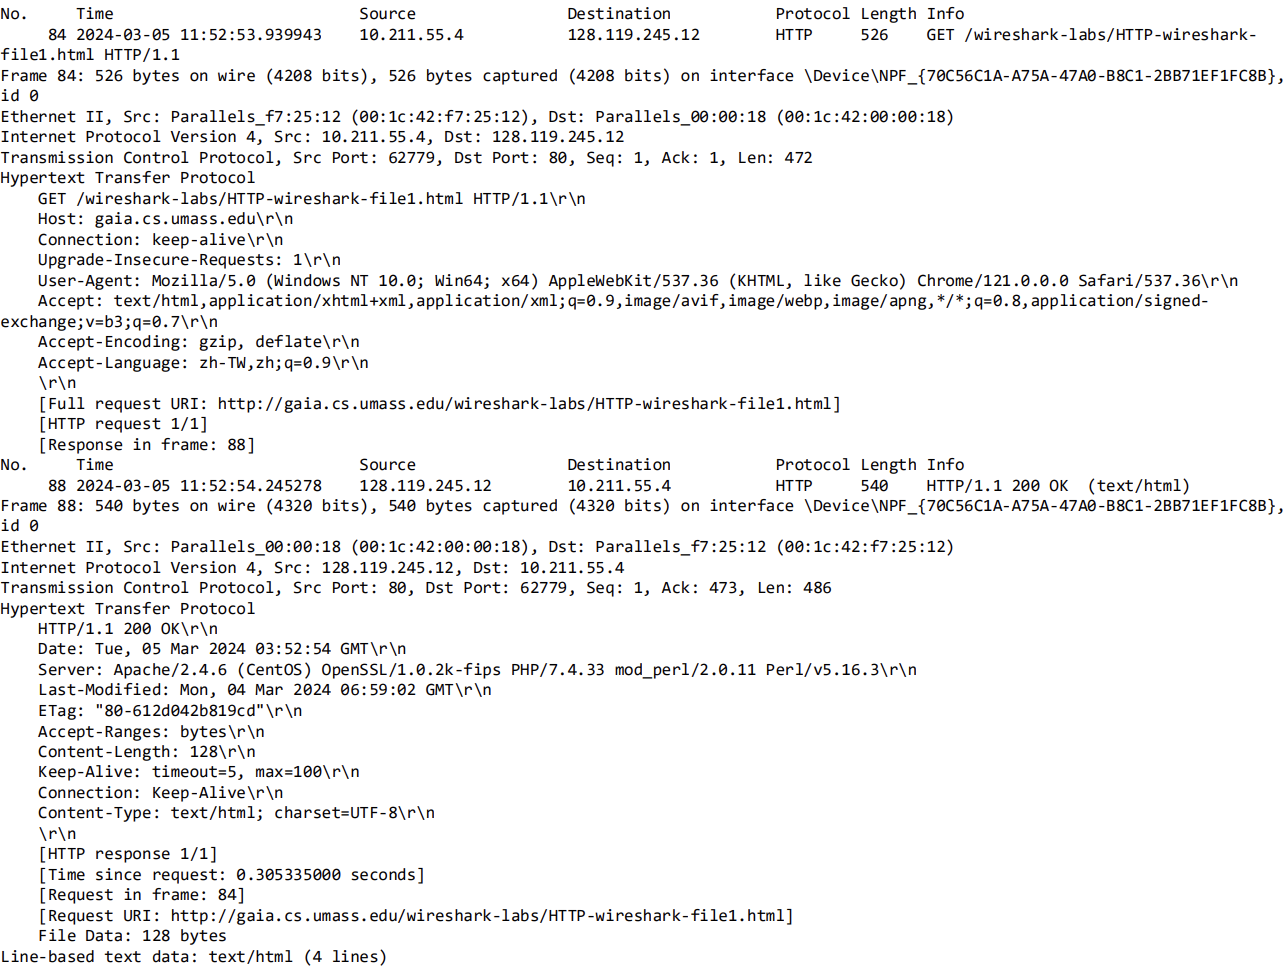 No.     Time                          Source                Destination           Protocol Length Info
     84 2024-03-05 11:52:53.939943    10.211.55.4           128.119.245.12        HTTP     526    GET /wireshark-labs/HTTP-wireshark-
file1.html HTTP/1.1
Frame 84: 526 bytes on wire (4208 bits), 526 bytes captured (4208 bits) on interface \Device\NPF_{70C56C1A-A75A-47A0-B8C1-2BB71EF1FC8B},
id 0
Ethernet II, Src: Parallels_f7:25:12 (00:1c:42:f7:25:12), Dst: Parallels_00:00:18 (00:1c:42:00:00:18)
Internet Protocol Version 4, Src: 10.211.55.4, Dst: 128.119.245.12
Transmission Control Protocol, Src Port: 62779, Dst Port: 80, Seq: 1, Ack: 1, Len: 472
Hypertext Transfer Protocol
    GET /wireshark-labs/HTTP-wireshark-file1.html HTTP/1.1\r\n
    Host: gaia.cs.umass.edu\r\n
    Connection: keep-alive\r\n
    Upgrade-Insecure-Requests: 1\r\n
    User-Agent: Mozilla/5.0 (Windows NT 10.0; Win64; x64) AppleWebKit/537.36 (KHTML, like Gecko) Chrome/121.0.0.0 Safari/537.36\r\n
    Accept: text/html,application/xhtml+xml,application/xml;q=0.9,image/avif,image/webp,image/apng,*/*;q=0.8,application/signed-
exchange;v=b3;q=0.7\r\n
    Accept-Encoding: gzip, deflate\r\n
    Accept-Language: zh-TW,zh;q=0.9\r\n
    \r\n
    [Full request URI: http://gaia.cs.umass.edu/wireshark-labs/HTTP-wireshark-file1.html]
    [HTTP request 1/1]
    [Response in frame: 88]
No.     Time                          Source                Destination           Protocol Length Info
     88 2024-03-05 11:52:54.245278    128.119.245.12        10.211.55.4           HTTP     540    HTTP/1.1 200 OK  (text/html)
Frame 88: 540 bytes on wire (4320 bits), 540 bytes captured (4320 bits) on interface \Device\NPF_{70C56C1A-A75A-47A0-B8C1-2BB71EF1FC8B},
id 0
Ethernet II, Src: Parallels_00:00:18 (00:1c:42:00:00:18), Dst: Parallels_f7:25:12 (00:1c:42:f7:25:12)
Internet Protocol Version 4, Src: 128.119.245.12, Dst: 10.211.55.4
Transmission Control Protocol, Src Port: 80, Dst Port: 62779, Seq: 1, Ack: 473, Len: 486
Hypertext Transfer Protocol
    HTTP/1.1 200 OK\r\n
    Date: Tue, 05 Mar 2024 03:52:54 GMT\r\n
    Server: Apache/2.4.6 (CentOS) OpenSSL/1.0.2k-fips PHP/7.4.33 mod_perl/2.0.11 Perl/v5.16.3\r\n
    Last-Modified: Mon, 04 Mar 2024 06:59:02 GMT\r\n
    ETag: "80-612d042b819cd"\r\n
    Accept-Ranges: bytes\r\n
    Content-Length: 128\r\n
    Keep-Alive: timeout=5, max=100\r\n
    Connection: Keep-Alive\r\n
    Content-Type: text/html; charset=UTF-8\r\n
    \r\n
    [HTTP response 1/1]
    [Time since request: 0.305335000 seconds]
    [Request in frame: 84]
    [Request URI: http://gaia.cs.umass.edu/wireshark-labs/HTTP-wireshark-file1.html]
    File Data: 128 bytes
Line-based text data: text/html (4 lines)